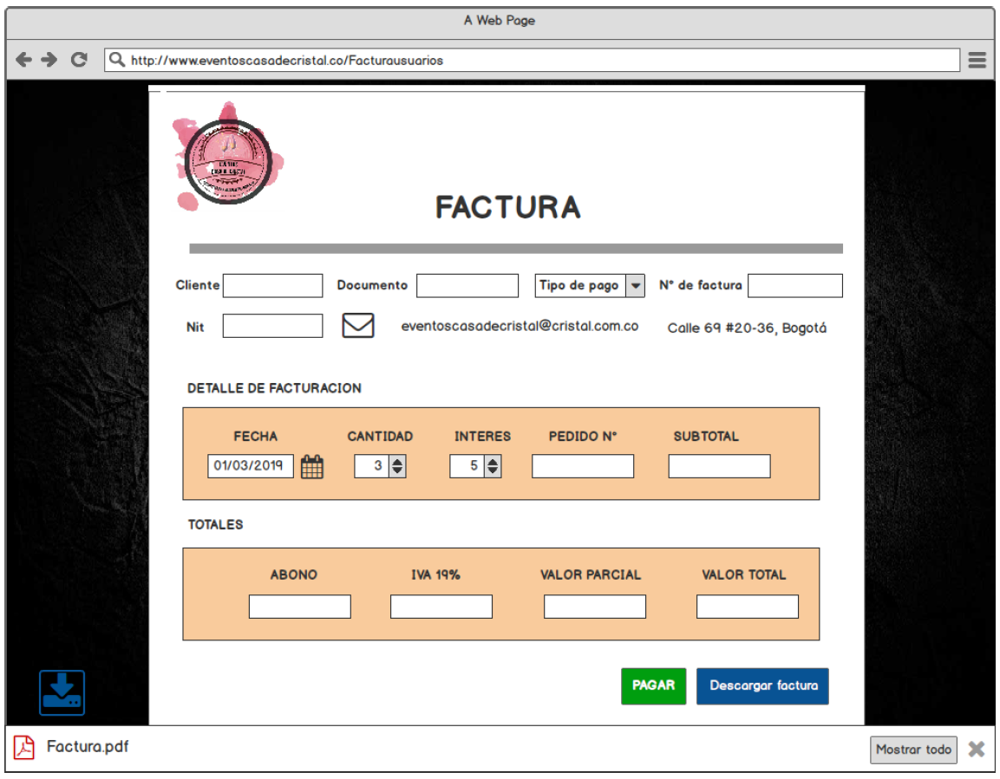 A Web Page
http://www.eventoscasadecristal.co/Facturausuarios
FACTURA
Cliente Documento Tipo de pago N° de factura
Nit eventoscasadecristal@cristal.com.co Calle 69 #20-36, Bogotá
DETALLE DE FACTURACION
FECHA CANTIDAD INTERES PEDIDO N° SUBTOTAL
01/03/2019 3 5
TOTALES
ABONO IVA 19% VALOR PARCIAL VALOR TOTAL
PAGAR Descargar factura
Factura.pdf Mostrar todo